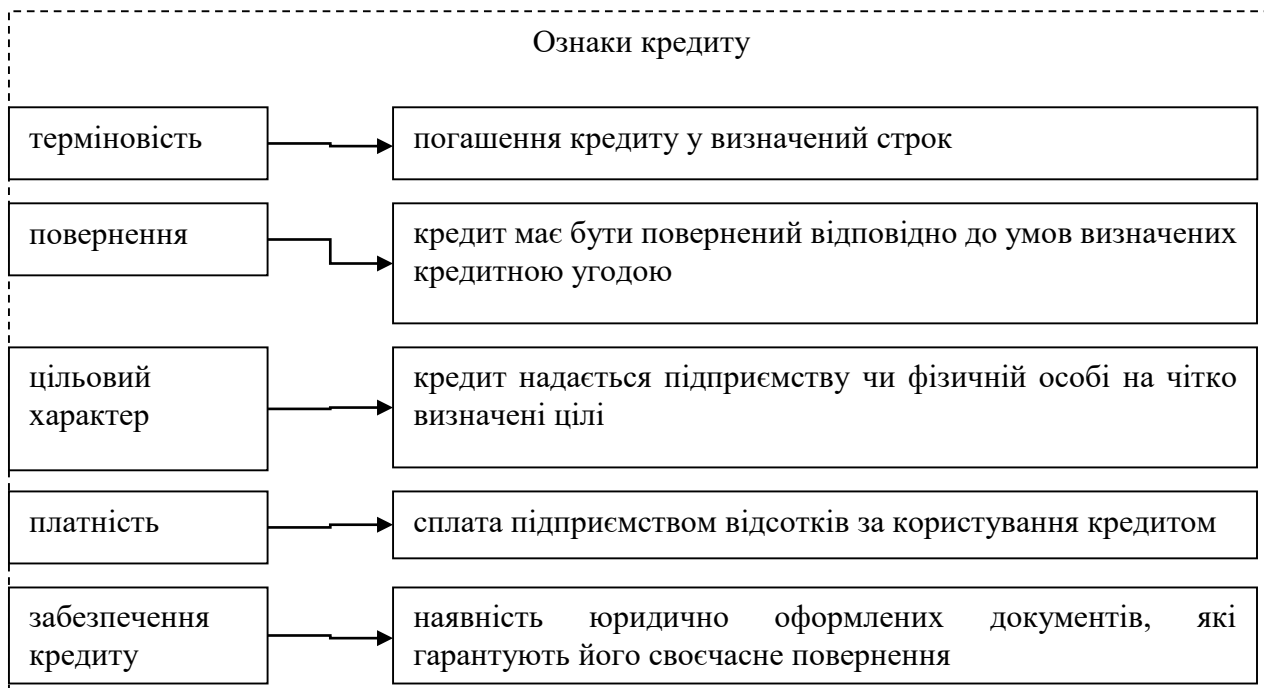 Ознаки кредиту
терміновість
погашення кредиту у визначений строк
повернення
кредит має бути повернений відповідно до умов визначених
кредитною угодою
цільовий
характер
кредит надається підприємству чи фізичній особі на чітко
визначені цілі
платність
сплата підприємством відсотків за користування кредитом
забезпечення
кредиту
наявність юридично оформлених документів, які
гарантують його своєчасне повернення